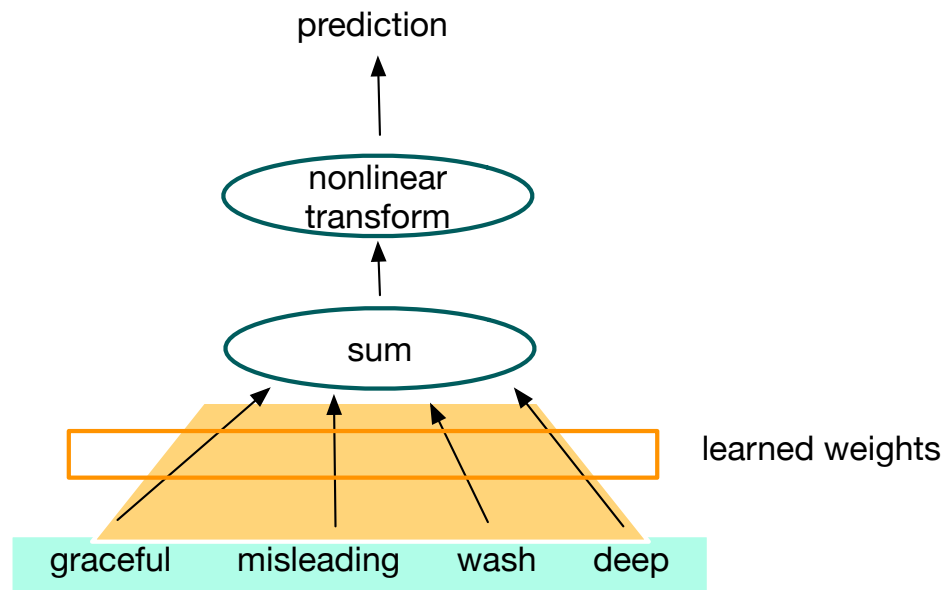 prediction
nonlinear
transform
sum
learned weights
graceful misleading wash deep